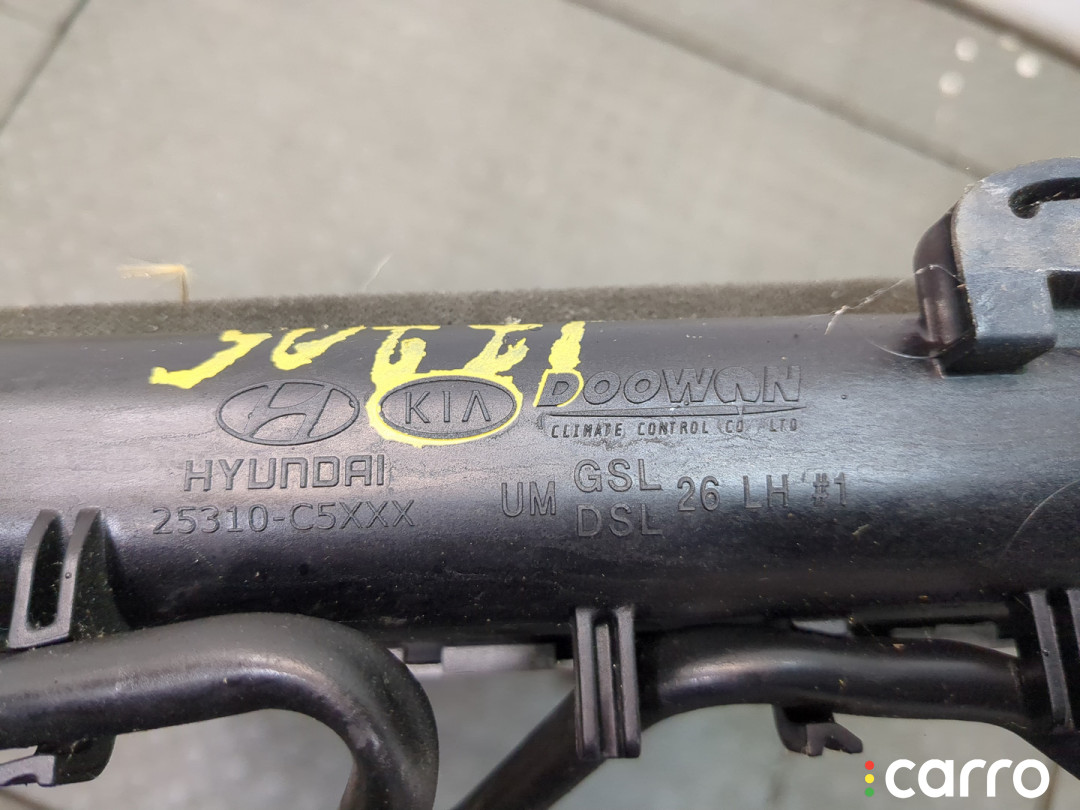 KIA DOOWON
CLIMATE CONTROL CO., LTD
HYUNDAI
25310-C5XXX
UM GSL 26 LH #1
DSL
carro